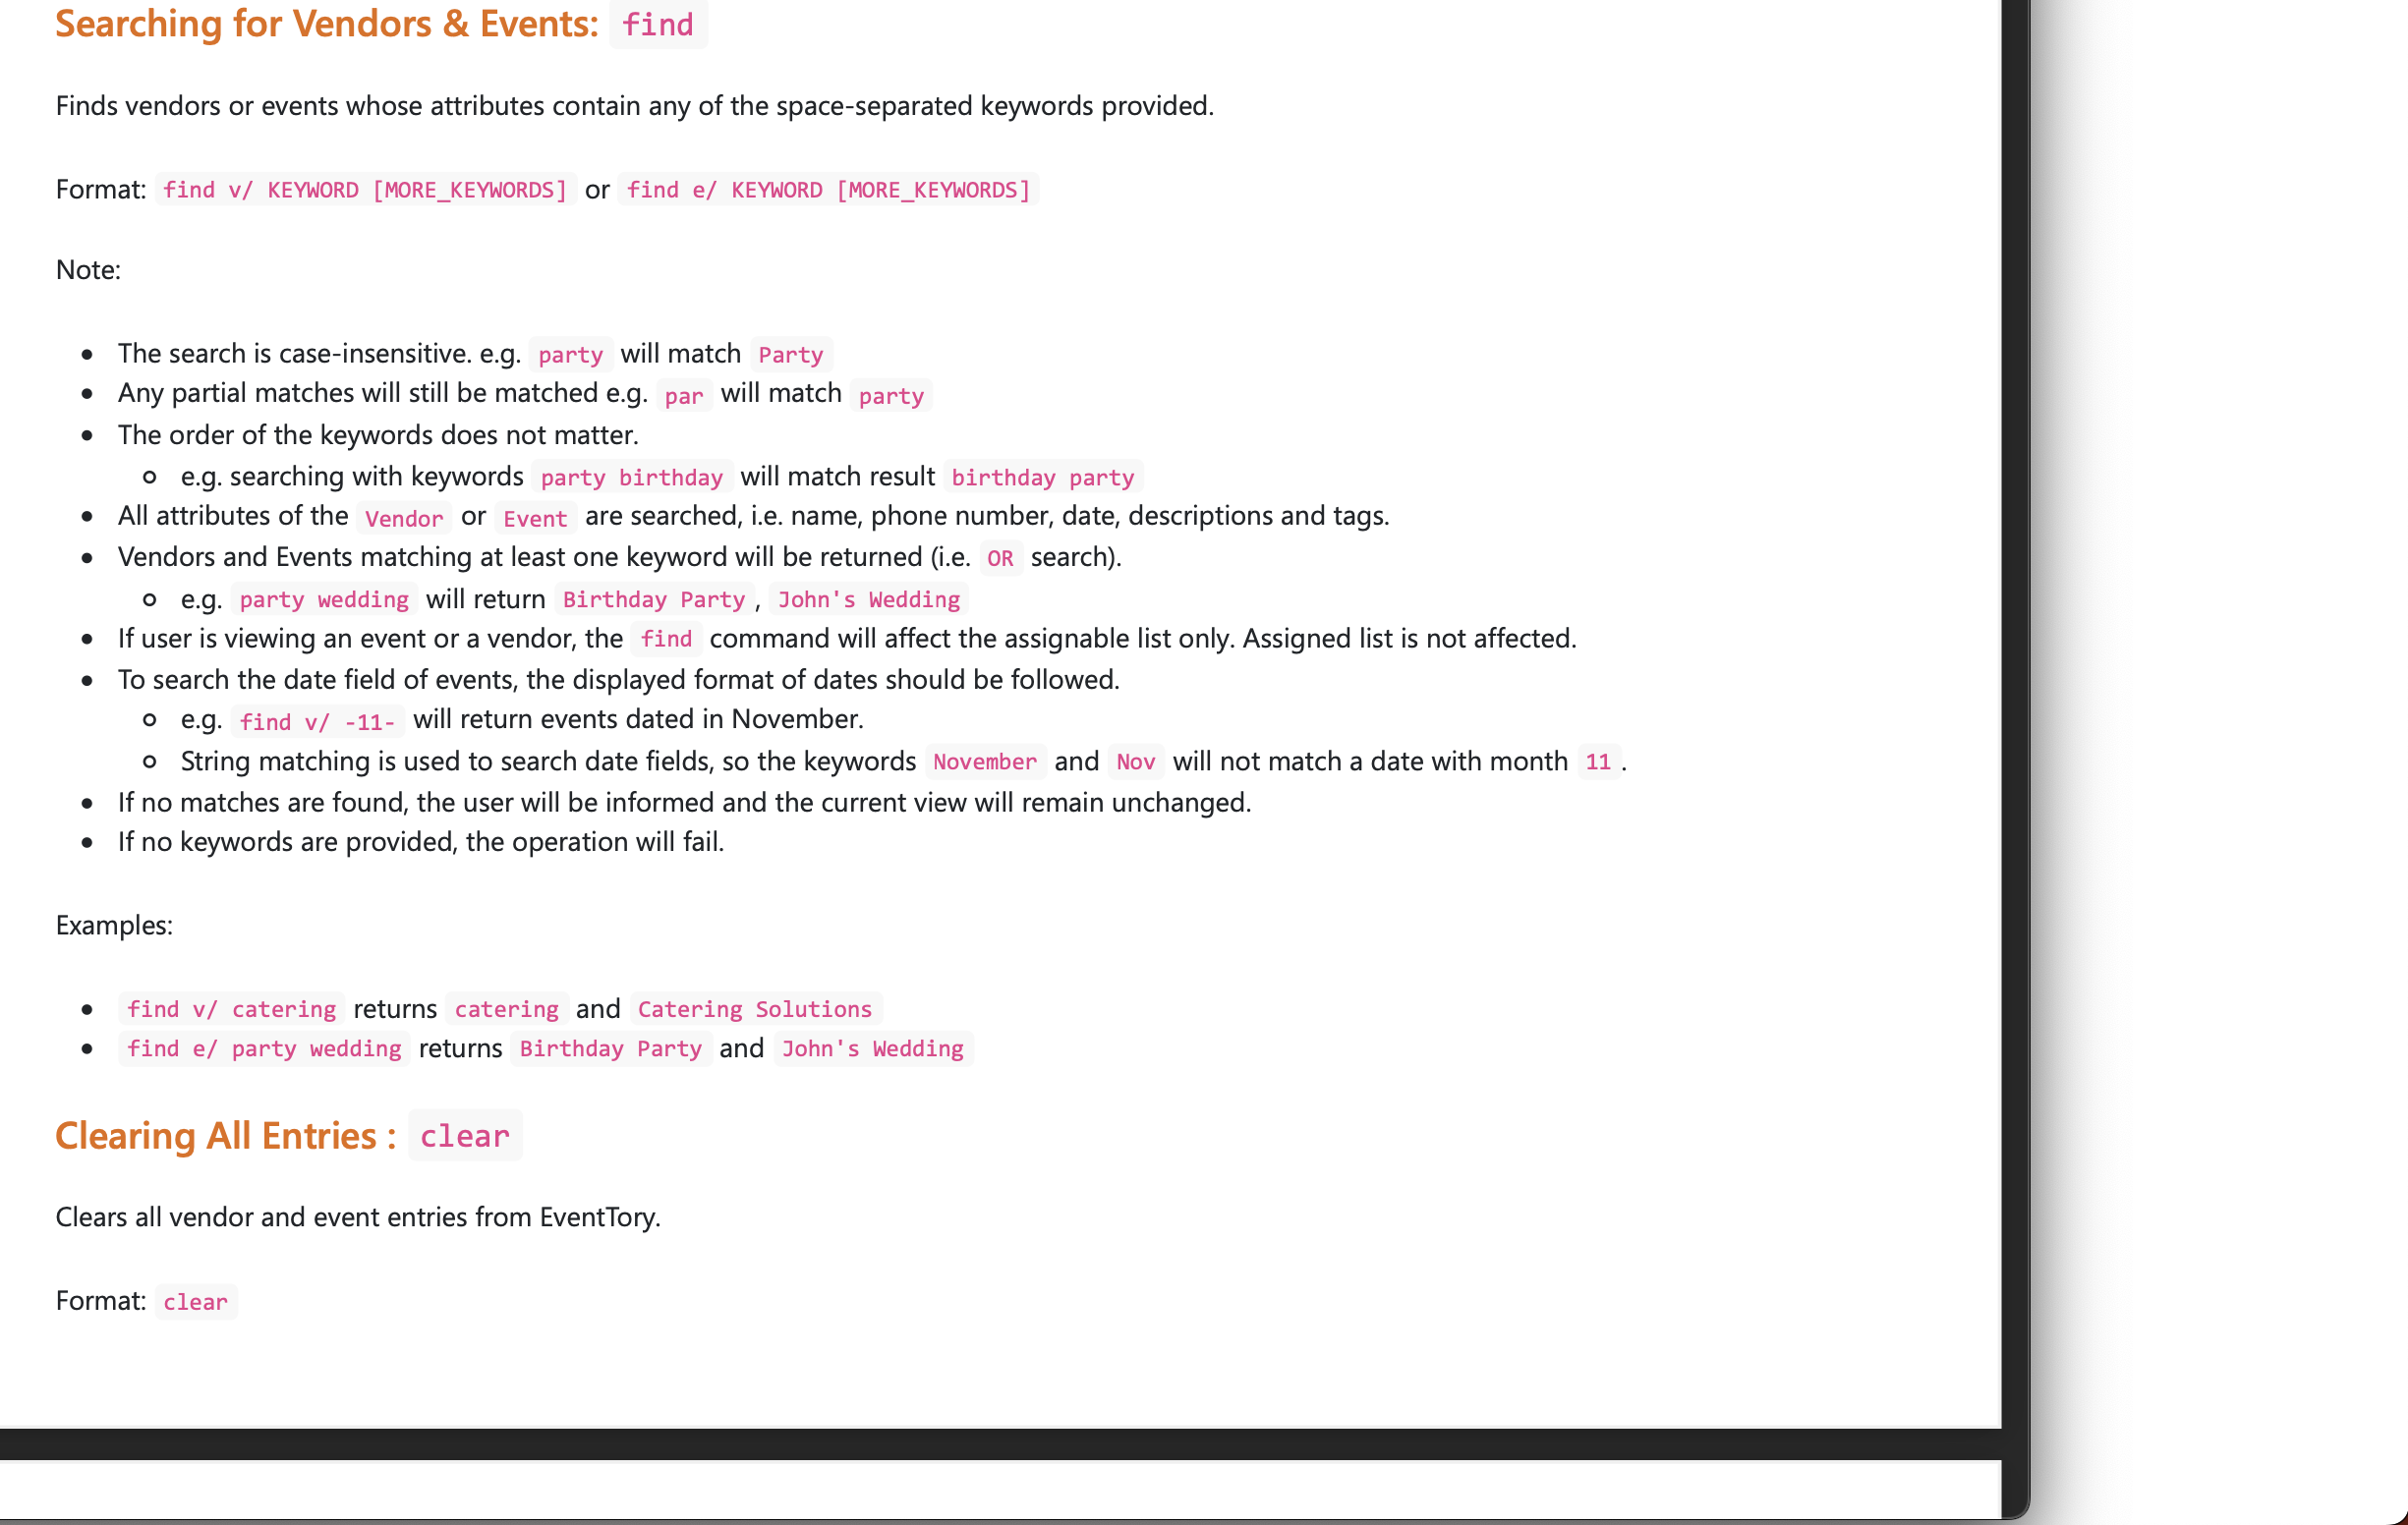 Searching for Vendors & Events: find
Finds vendors or events whose attributes contain any of the space-separated keywords provided.
Format: find v/ KEYWORD [MORE_KEYWORDS] or find e/ KEYWORD [MORE_KEYWORDS]
Note:
• The search is case-insensitive. e.g. party will match Party
• Any partial matches will still be matched e.g. par will match party
• The order of the keywords does not matter.
◦ e.g. searching with keywords party birthday will match result birthday party
• All attributes of the Vendor or Event are searched, i.e. name, phone number, date, descriptions and tags.
• Vendors and Events matching at least one keyword will be returned (i.e. OR search).
◦ e.g. party wedding will return Birthday Party, John's Wedding
• If user is viewing an event or a vendor, the find command will affect the assignable list only. Assigned list is not affected.
• To search the date field of events, the displayed format of dates should be followed.
◦ e.g. find v/ -11- will return events dated in November.
◦ String matching is used to search date fields, so the keywords November and Nov will not match a date with month 11.
• If no matches are found, the user will be informed and the current view will remain unchanged.
• If no keywords are provided, the operation will fail.
Examples:
• find v/ catering returns catering and Catering Solutions
• find e/ party wedding returns Birthday Party and John's Wedding
Clearing All Entries : clear
Clears all vendor and event entries from EventTory.
Format: clear